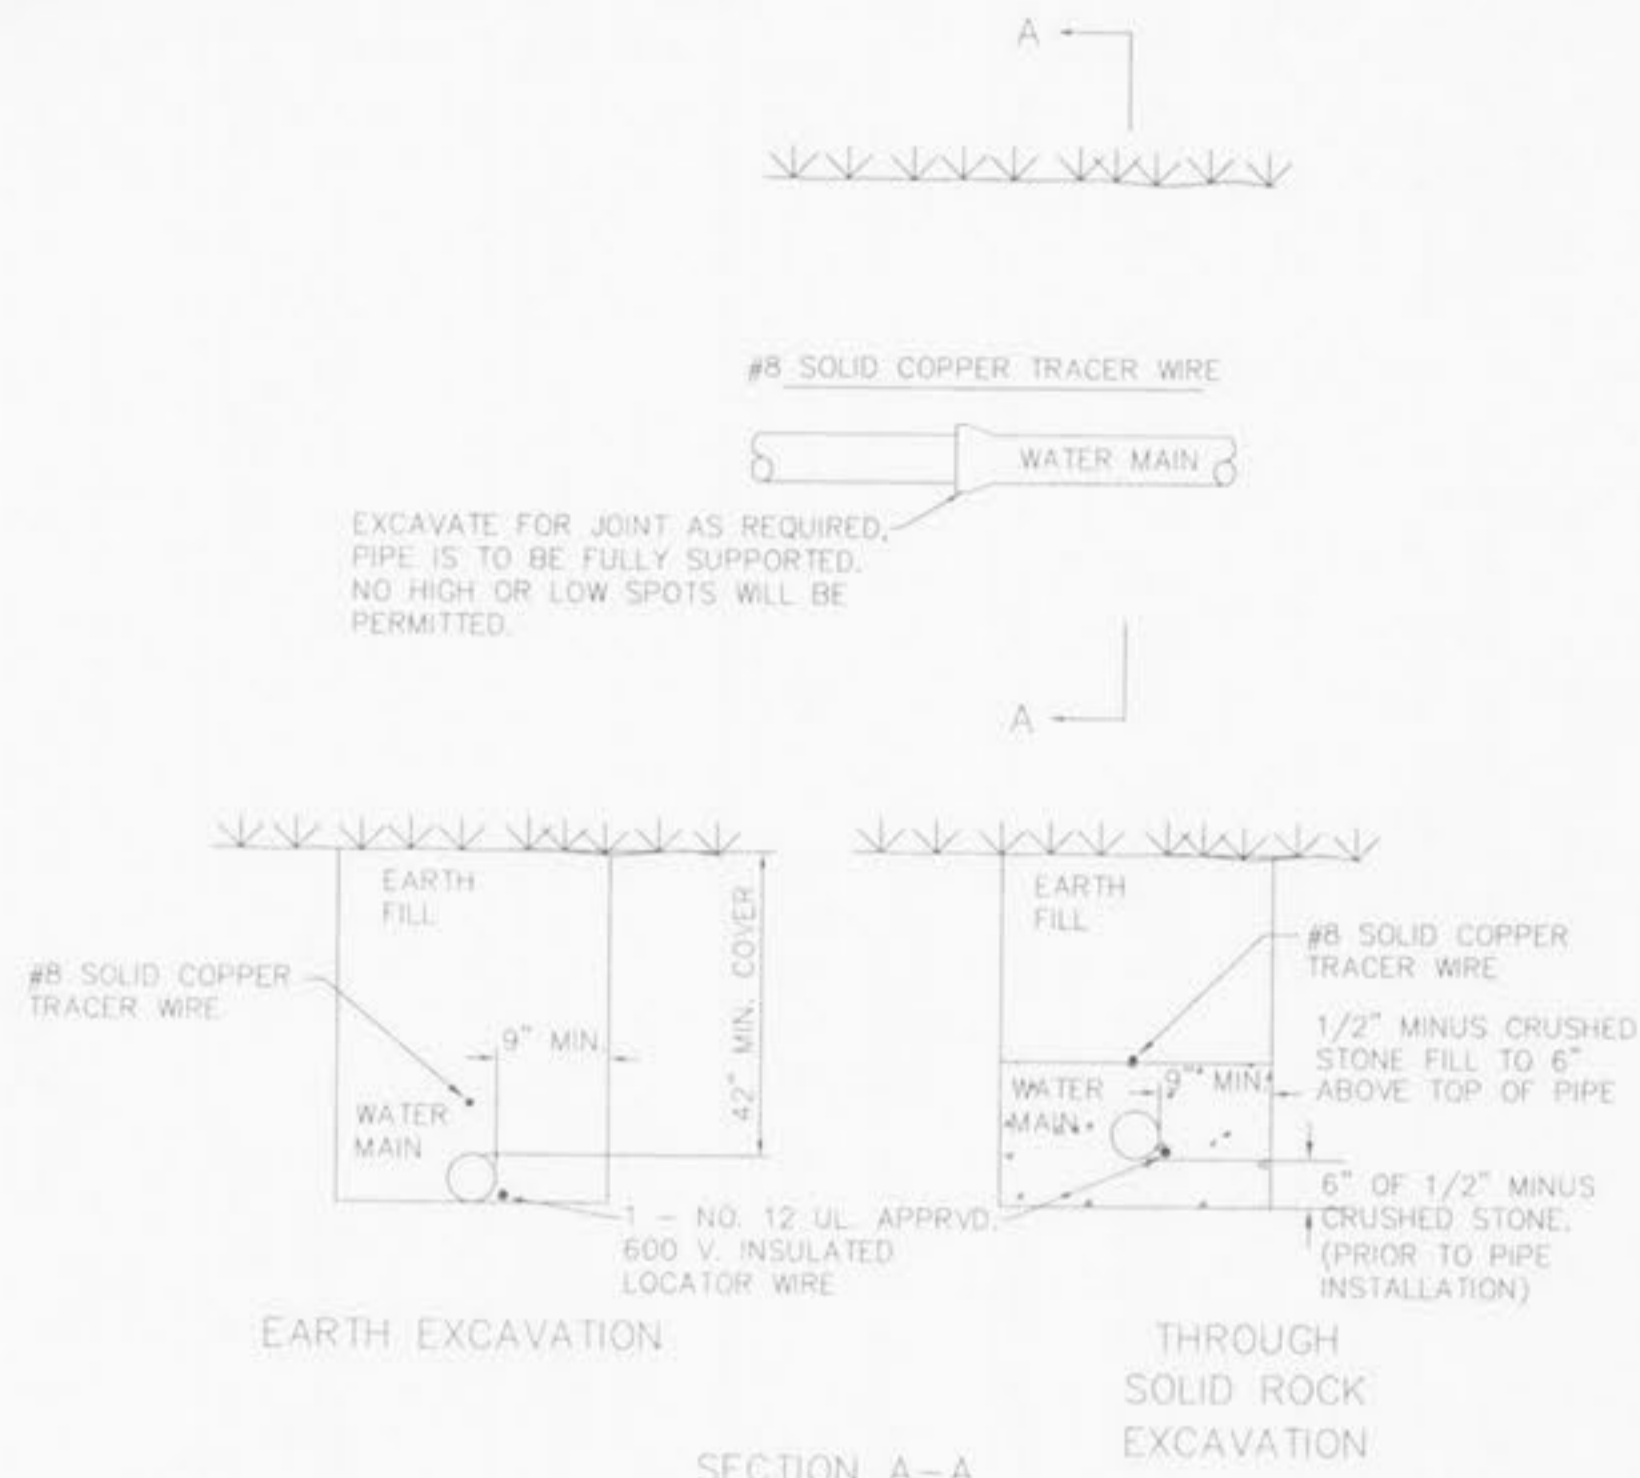 A
#8 SOLID COPPER TRACER WIRE
WATER MAIN
EXCAVATE FOR JOINT AS REQUIRED,
PIPE IS TO BE FULLY SUPPORTED.
NO HIGH OR LOW SPOTS WILL BE
PERMITTED.
A
EARTH
FILL
#8 SOLID COPPER
TRACER WIRE
9" MIN.
42" MIN. COVER
WATER
MAIN
1 - NO. 12 UL APPRVD.
600 V. INSULATED
LOCATOR WIRE
EARTH EXCAVATION
EARTH
FILL
#8 SOLID COPPER
TRACER WIRE
1/2" MINUS CRUSHED
STONE FILL TO 6"
ABOVE TOP OF PIPE
WATER
MAIN
9" MIN.
6" OF 1/2" MINUS
CRUSHED STONE.
(PRIOR TO PIPE
INSTALLATION)
THROUGH
SOLID ROCK
EXCAVATION
SECTION A-A